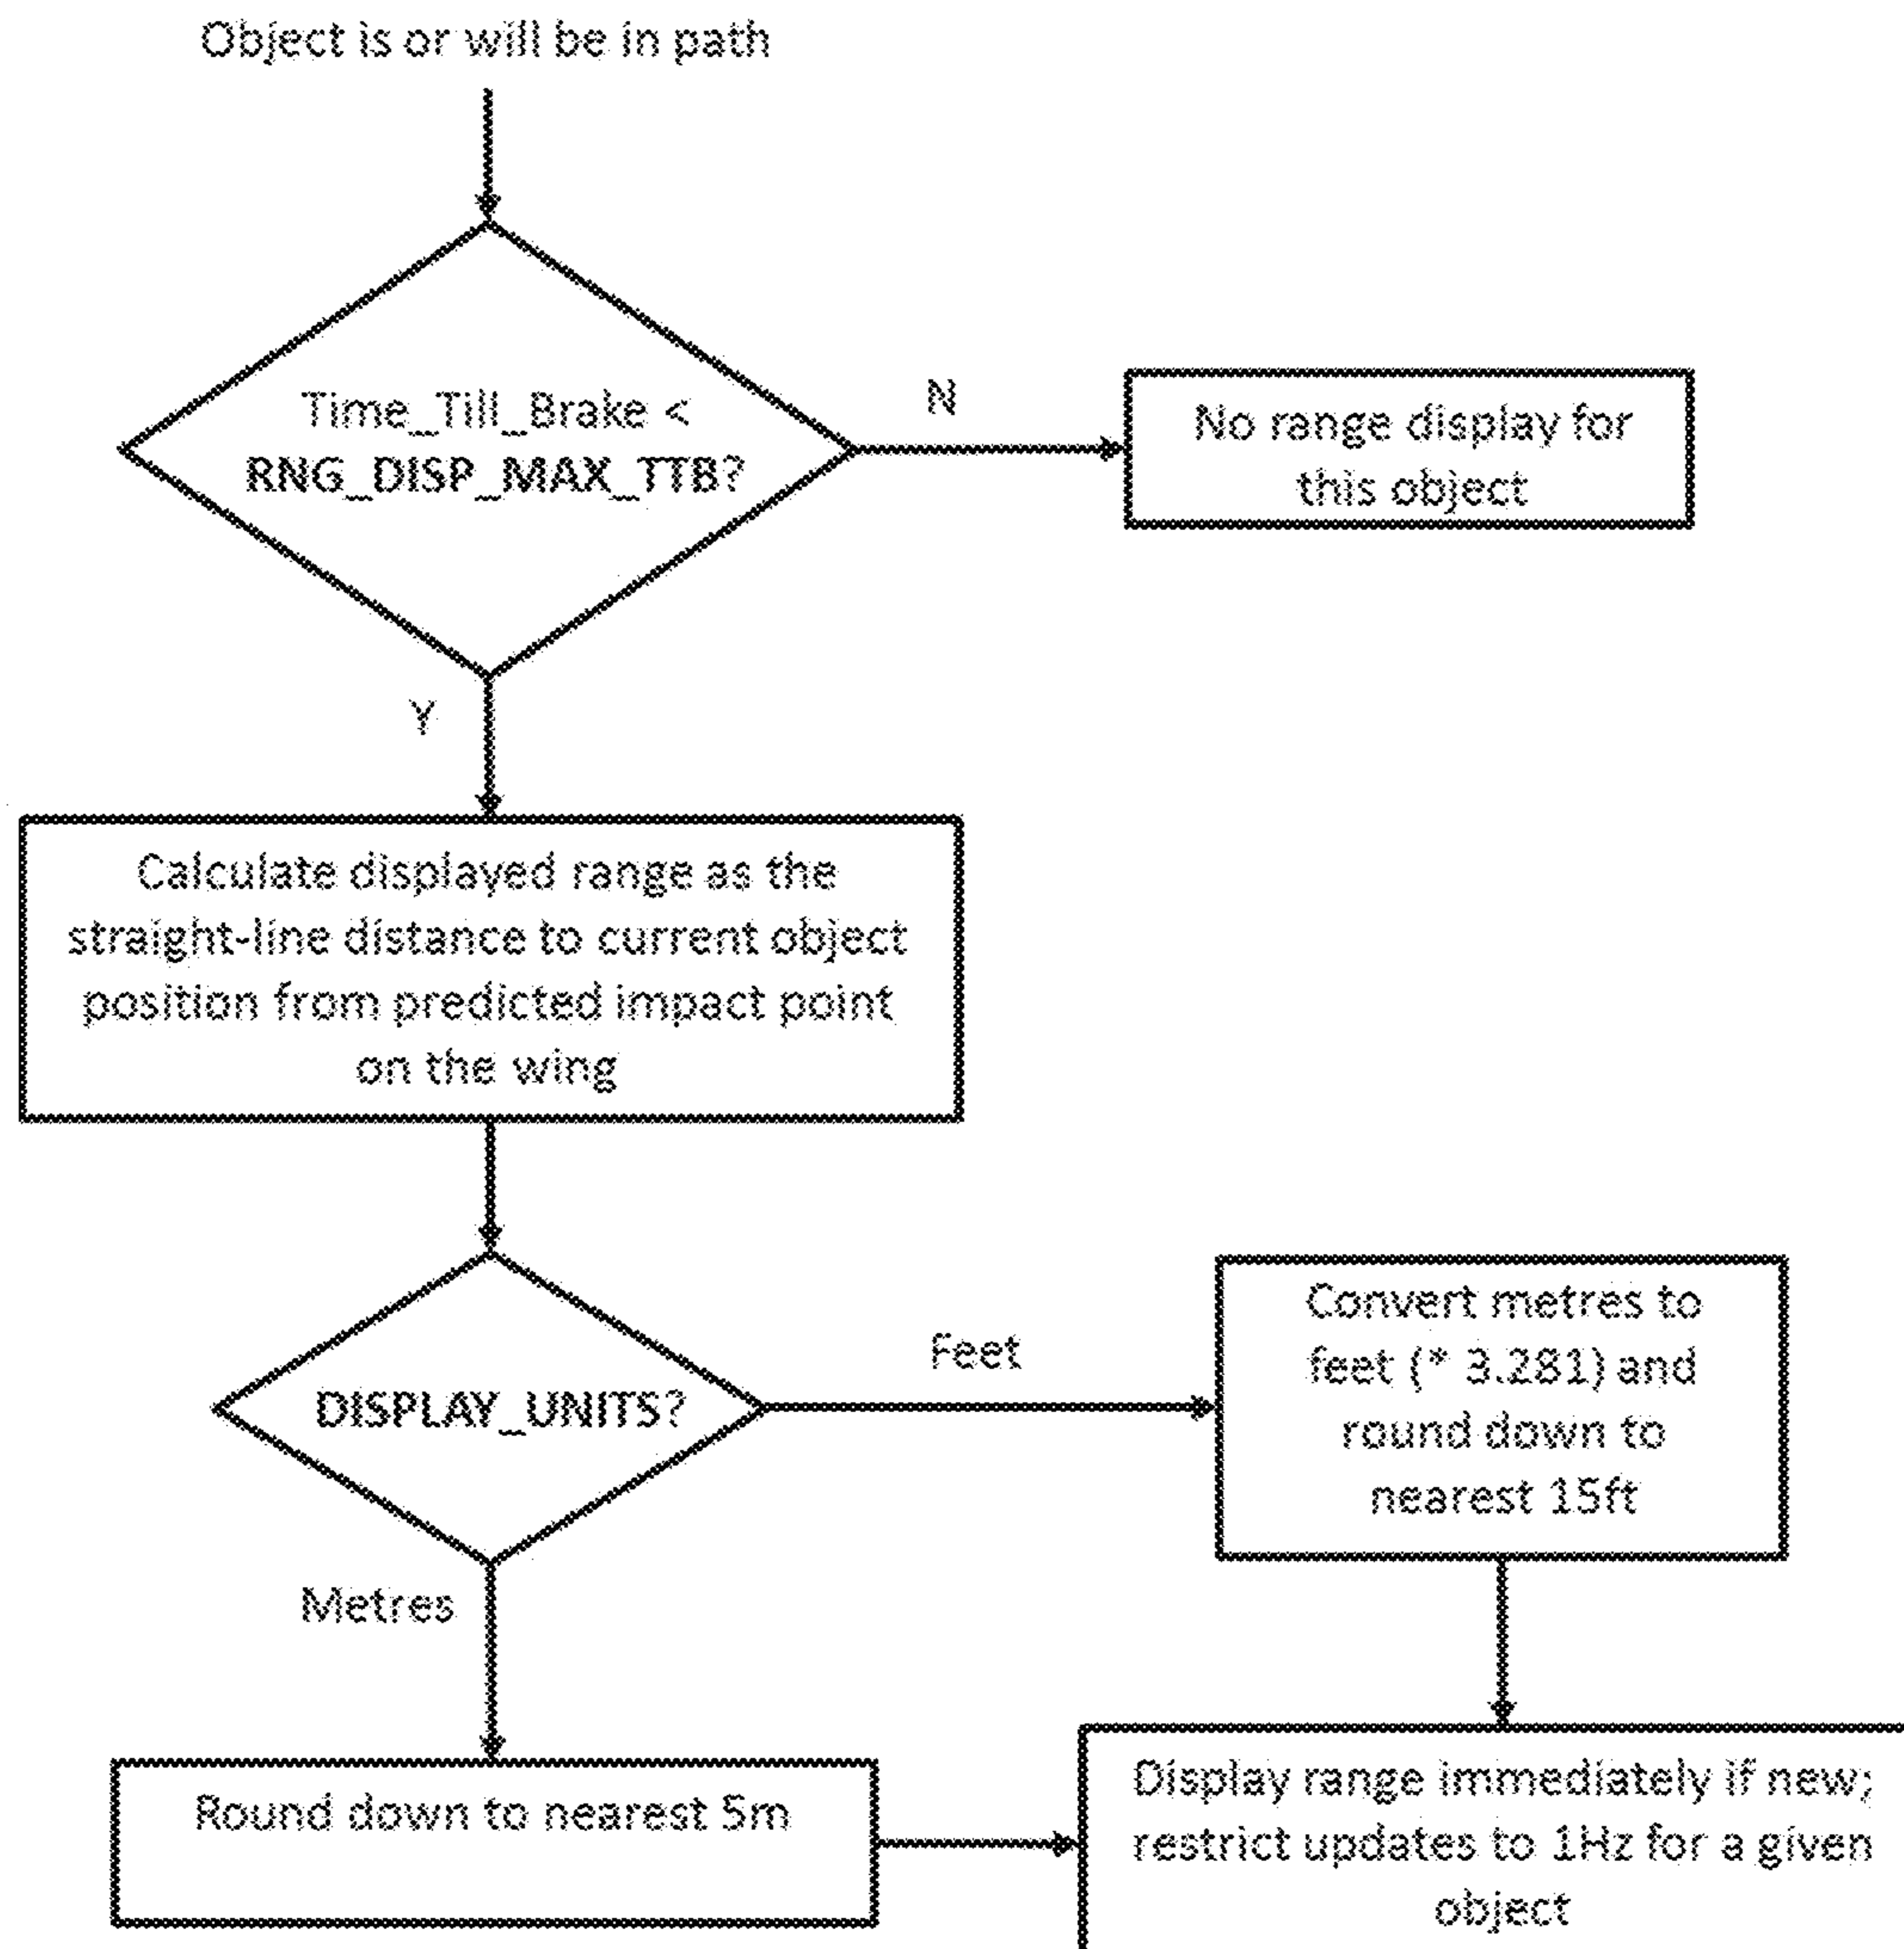 Object is or will be in path
Time_Till_Brake <
RNG_DISP_MAX_TTB?
N
No range display for
this object
Y
Calculate displayed range as the
straight-line distance to current object
position from predicted impact point
on the wing
DISPLAY_UNITS?
Feet
Convert metres to
feet (* 3.281) and
round down to
nearest 15ft
Metres
Round down to nearest 5m
Display range immediately if new;
restrict updates to 1Hz for a given
object